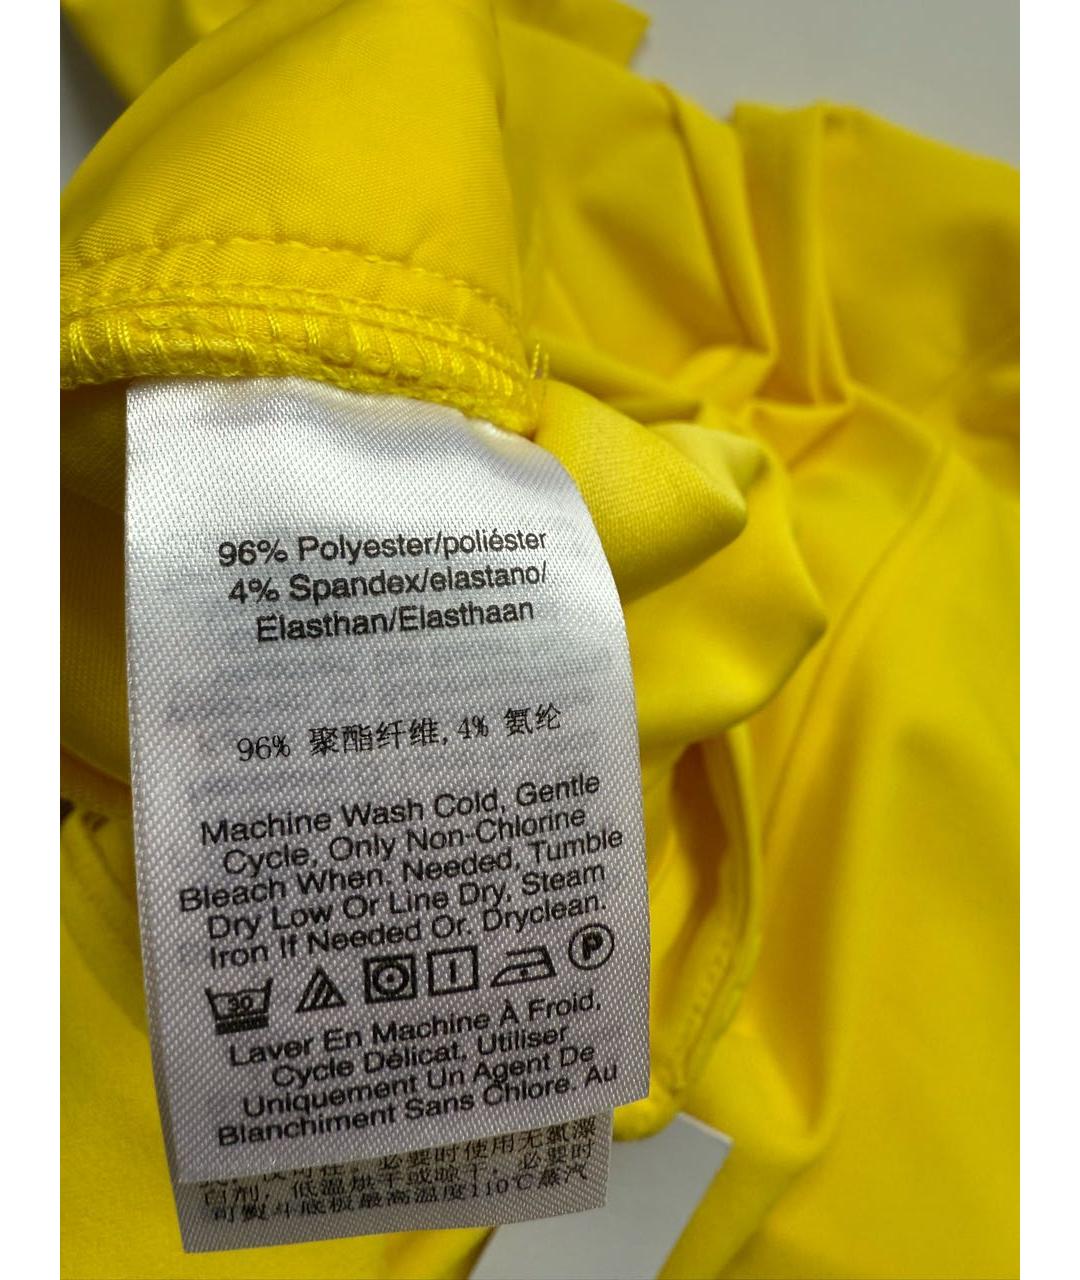 96% Polyester/poliéster
4% Spandex/elastano/
Elasthan/Elasthaan
96% 聚酯纤维, 4% 氨纶
Machine Wash Cold, Gentle
Cycle, Only Non-Chlorine
Bleach When. Needed, Tumble
Dry Low Or Line Dry, Steam
Iron If Needed Or. Dryclean.
30 P
Laver En Machine À Froid,
Cycle Délicat, Utiliser
Uniquement Un Agent De
Blanchiment Sans Chlore. Au
必要时使用无氯漂
白剂, 低温烘干或晾干, 必要时
可熨斗底板最高温度110℃蒸汽